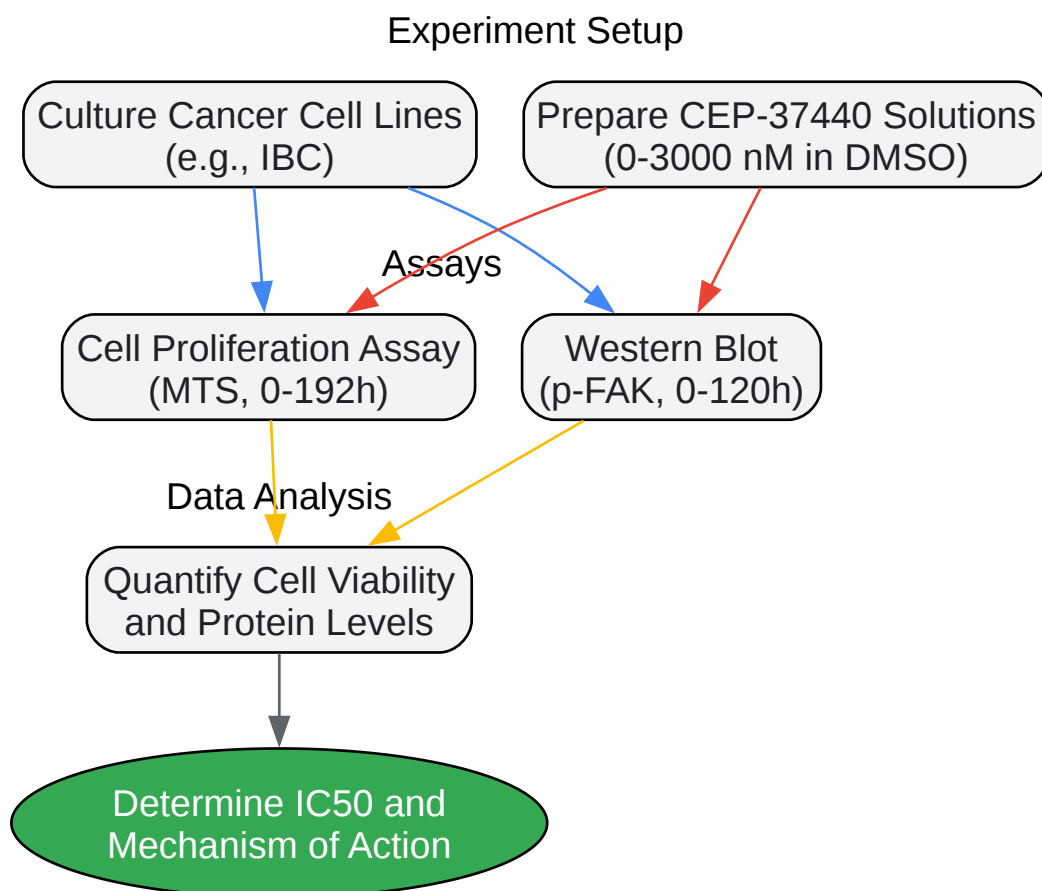 Experiment Setup
Culture Cancer Cell Lines
(e.g., IBC)
Prepare CEP-37440 Solutions
(0-3000 nM in DMSO)
Assays
Cell Proliferation Assay
(MTS, 0-192h)
Western Blot
(p-FAK, 0-120h)
Data Analysis
Quantify Cell Viability
and Protein Levels
Determine IC50 and
Mechanism of Action